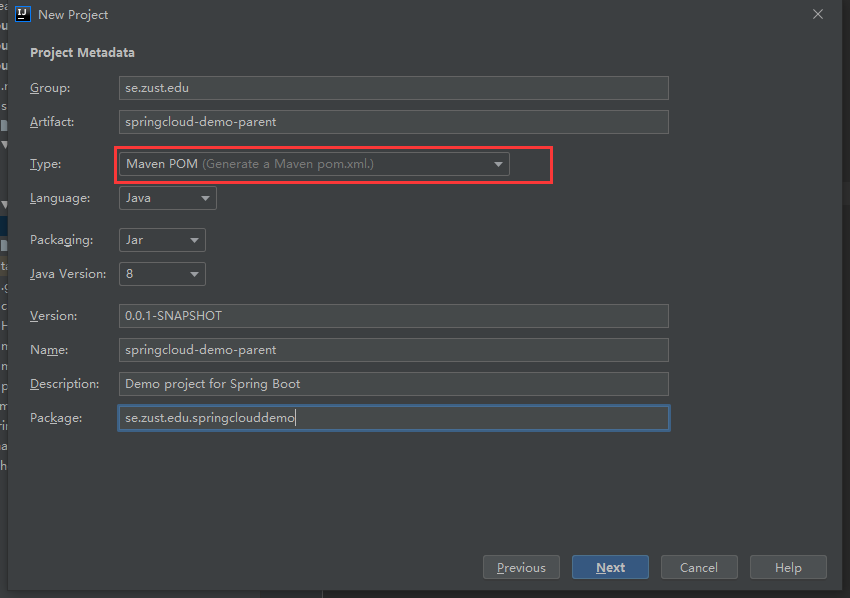 New Project
Project Metadata
Group: se.zust.edu
Artifact: springcloud-demo-parent
Type: Maven POM (Generate a Maven pom.xml.)
Language: Java
Packaging: Jar
Java Version: 8
Version: 0.0.1-SNAPSHOT
Name: springcloud-demo-parent
Description: Demo project for Spring Boot
Package: se.zust.edu.springclouddemo
Previous Next Cancel Help